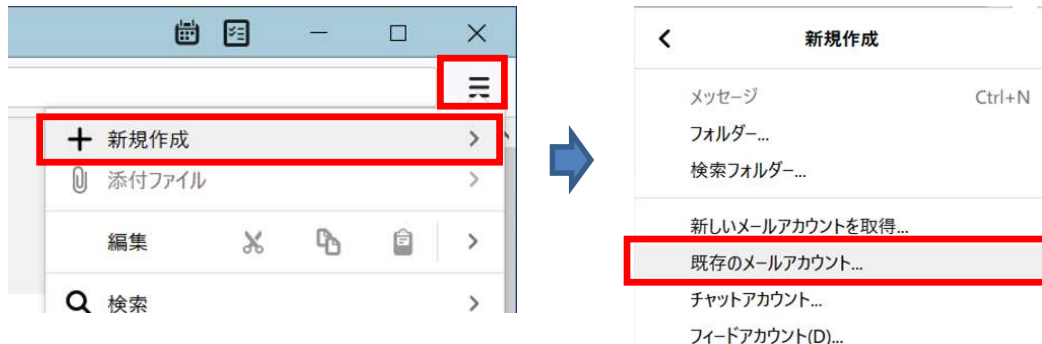 新規作成
添付ファイル
編集
検索
新規作成
メッセージ Ctrl+N
フォルダー...
検索フォルダー...
新しいメールアカウントを取得...
既存のメールアカウント...
チャットアカウント...
フィードアカウント(D)...